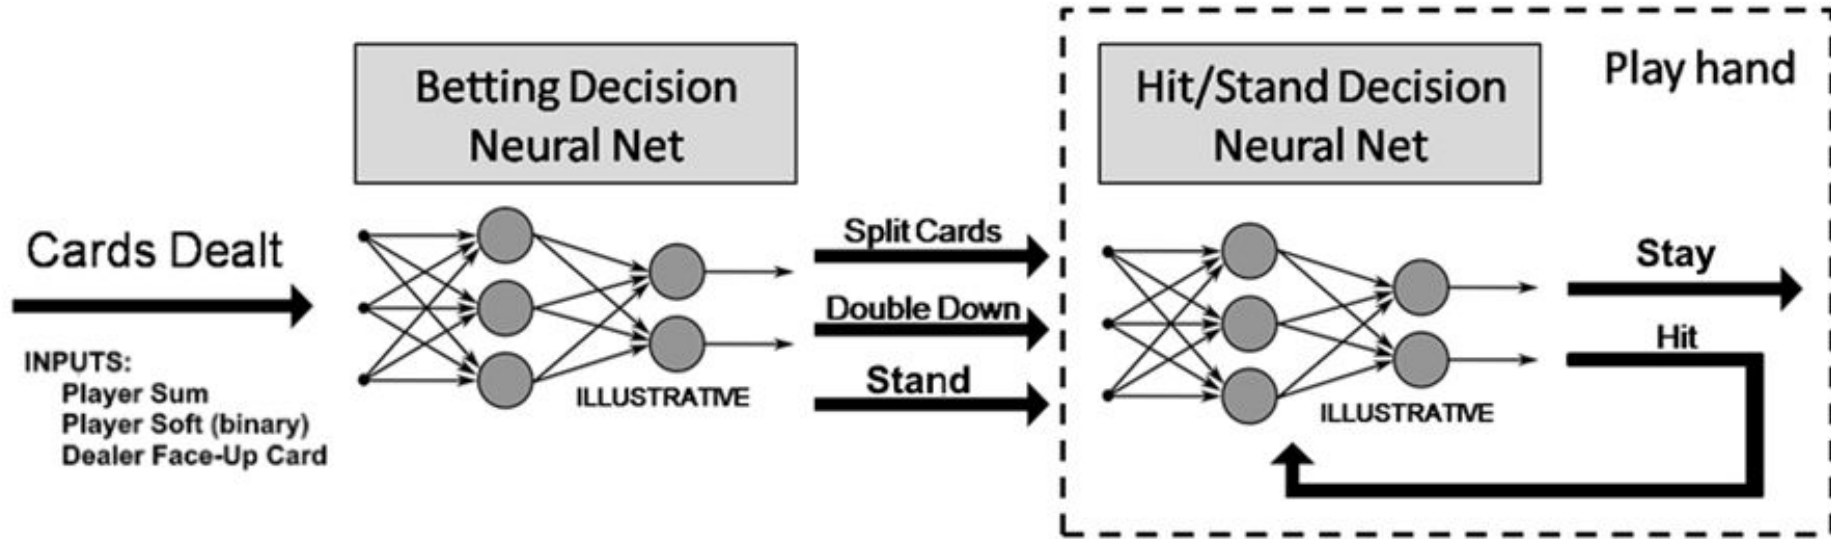 Cards Dealt
INPUTS:
Player Sum
Player Soft (binary)
Dealer Face-Up Card
Betting Decision
Neural Net
ILLUSTRATIVE
Split Cards
Double Down
Stand
Play hand
Hit/Stand Decision
Neural Net
ILLUSTRATIVE
Stay
Hit